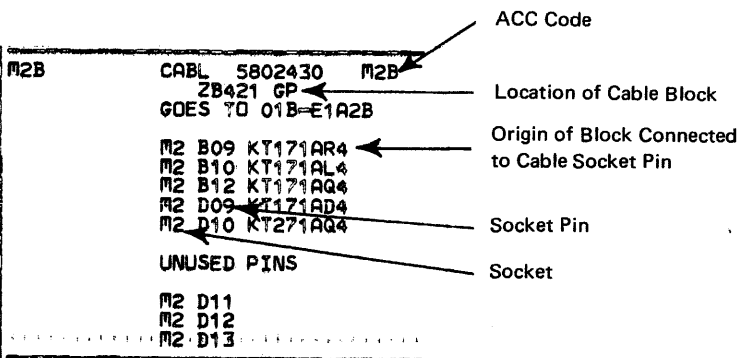 ACC Code
M2B CABL 5802430 M2B
ZB421 GP
Location of Cable Block
GOES TO 01B-E1A2B
Origin of Block Connected
to Cable Socket Pin
M2 B09 KT171AR4
M2 B10 KT171AL4
M2 B12 KT171AQ4
M2 D09 KT171AD4
M2 D10 KT271AQ4
Socket Pin
Socket
UNUSED PINS
M2 D11
M2 D12
M2 D13